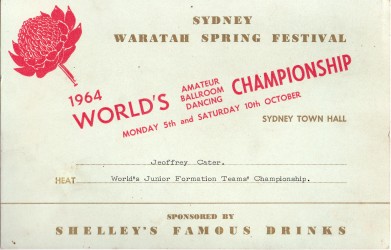 SYDNEY
WARATAH SPRING FESTIVAL
1964 WORLD'S AMATEUR BALLROOM DANCING CHAMPIONSHIP
MONDAY 5th and SATURDAY 10th OCTOBER
SYDNEY TOWN HALL
Jeoffrey Cater.
HEAT World's Junior Formation Teams' Championship.
SPONSORED BY
SHELLEY'S FAMOUS DRINKS